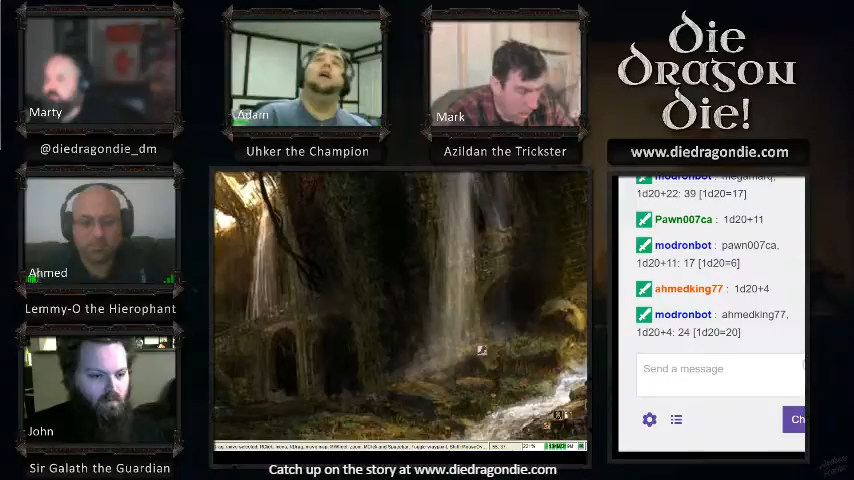 Marty
@diedragondie_dm
Adam
Uhker the Champion
Mark
Azildan the Trickster
die
dragon
die!
www.diedragondie.com
Ahmed
Lemmy-O the Hierophant
John
Sir Galath the Guardian
modronbot: megamarq,
1d20+22: 39 [1d20=17]
Pawn007ca: 1d20+11
modronbot: pawn007ca,
1d20+11: 17 [1d20=6]
ahmedking77: 1d20+4
modronbot: ahmedking77,
1d20+4: 24 [1d20=20]
Send a message
Ch
Catch up on the story at www.diedragondie.com